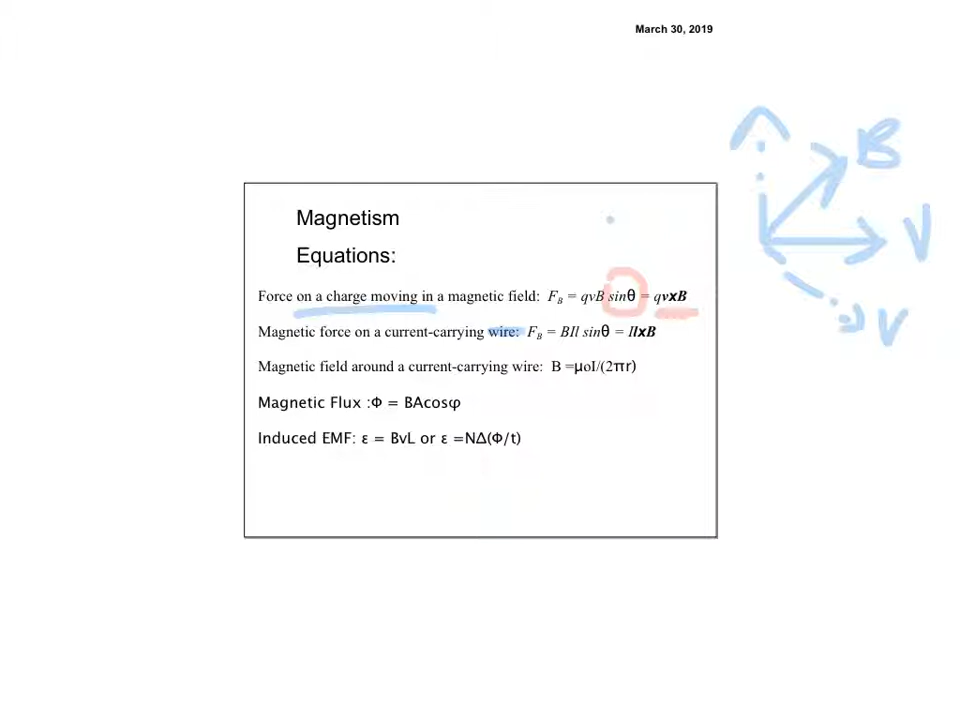 March 30, 2019
B
V
V
Magnetism
Equations:
Force on a charge moving in a magnetic field: F_B = qvB sinθ = qvxB
Magnetic force on a current-carrying wire: F_B = BIl sinθ = IlxB
Magnetic field around a current-carrying wire: B =μoI/(2πr)
Magnetic Flux :Φ = BAcosφ
Induced EMF: ε = BvL or ε =NΔ(Φ/t)